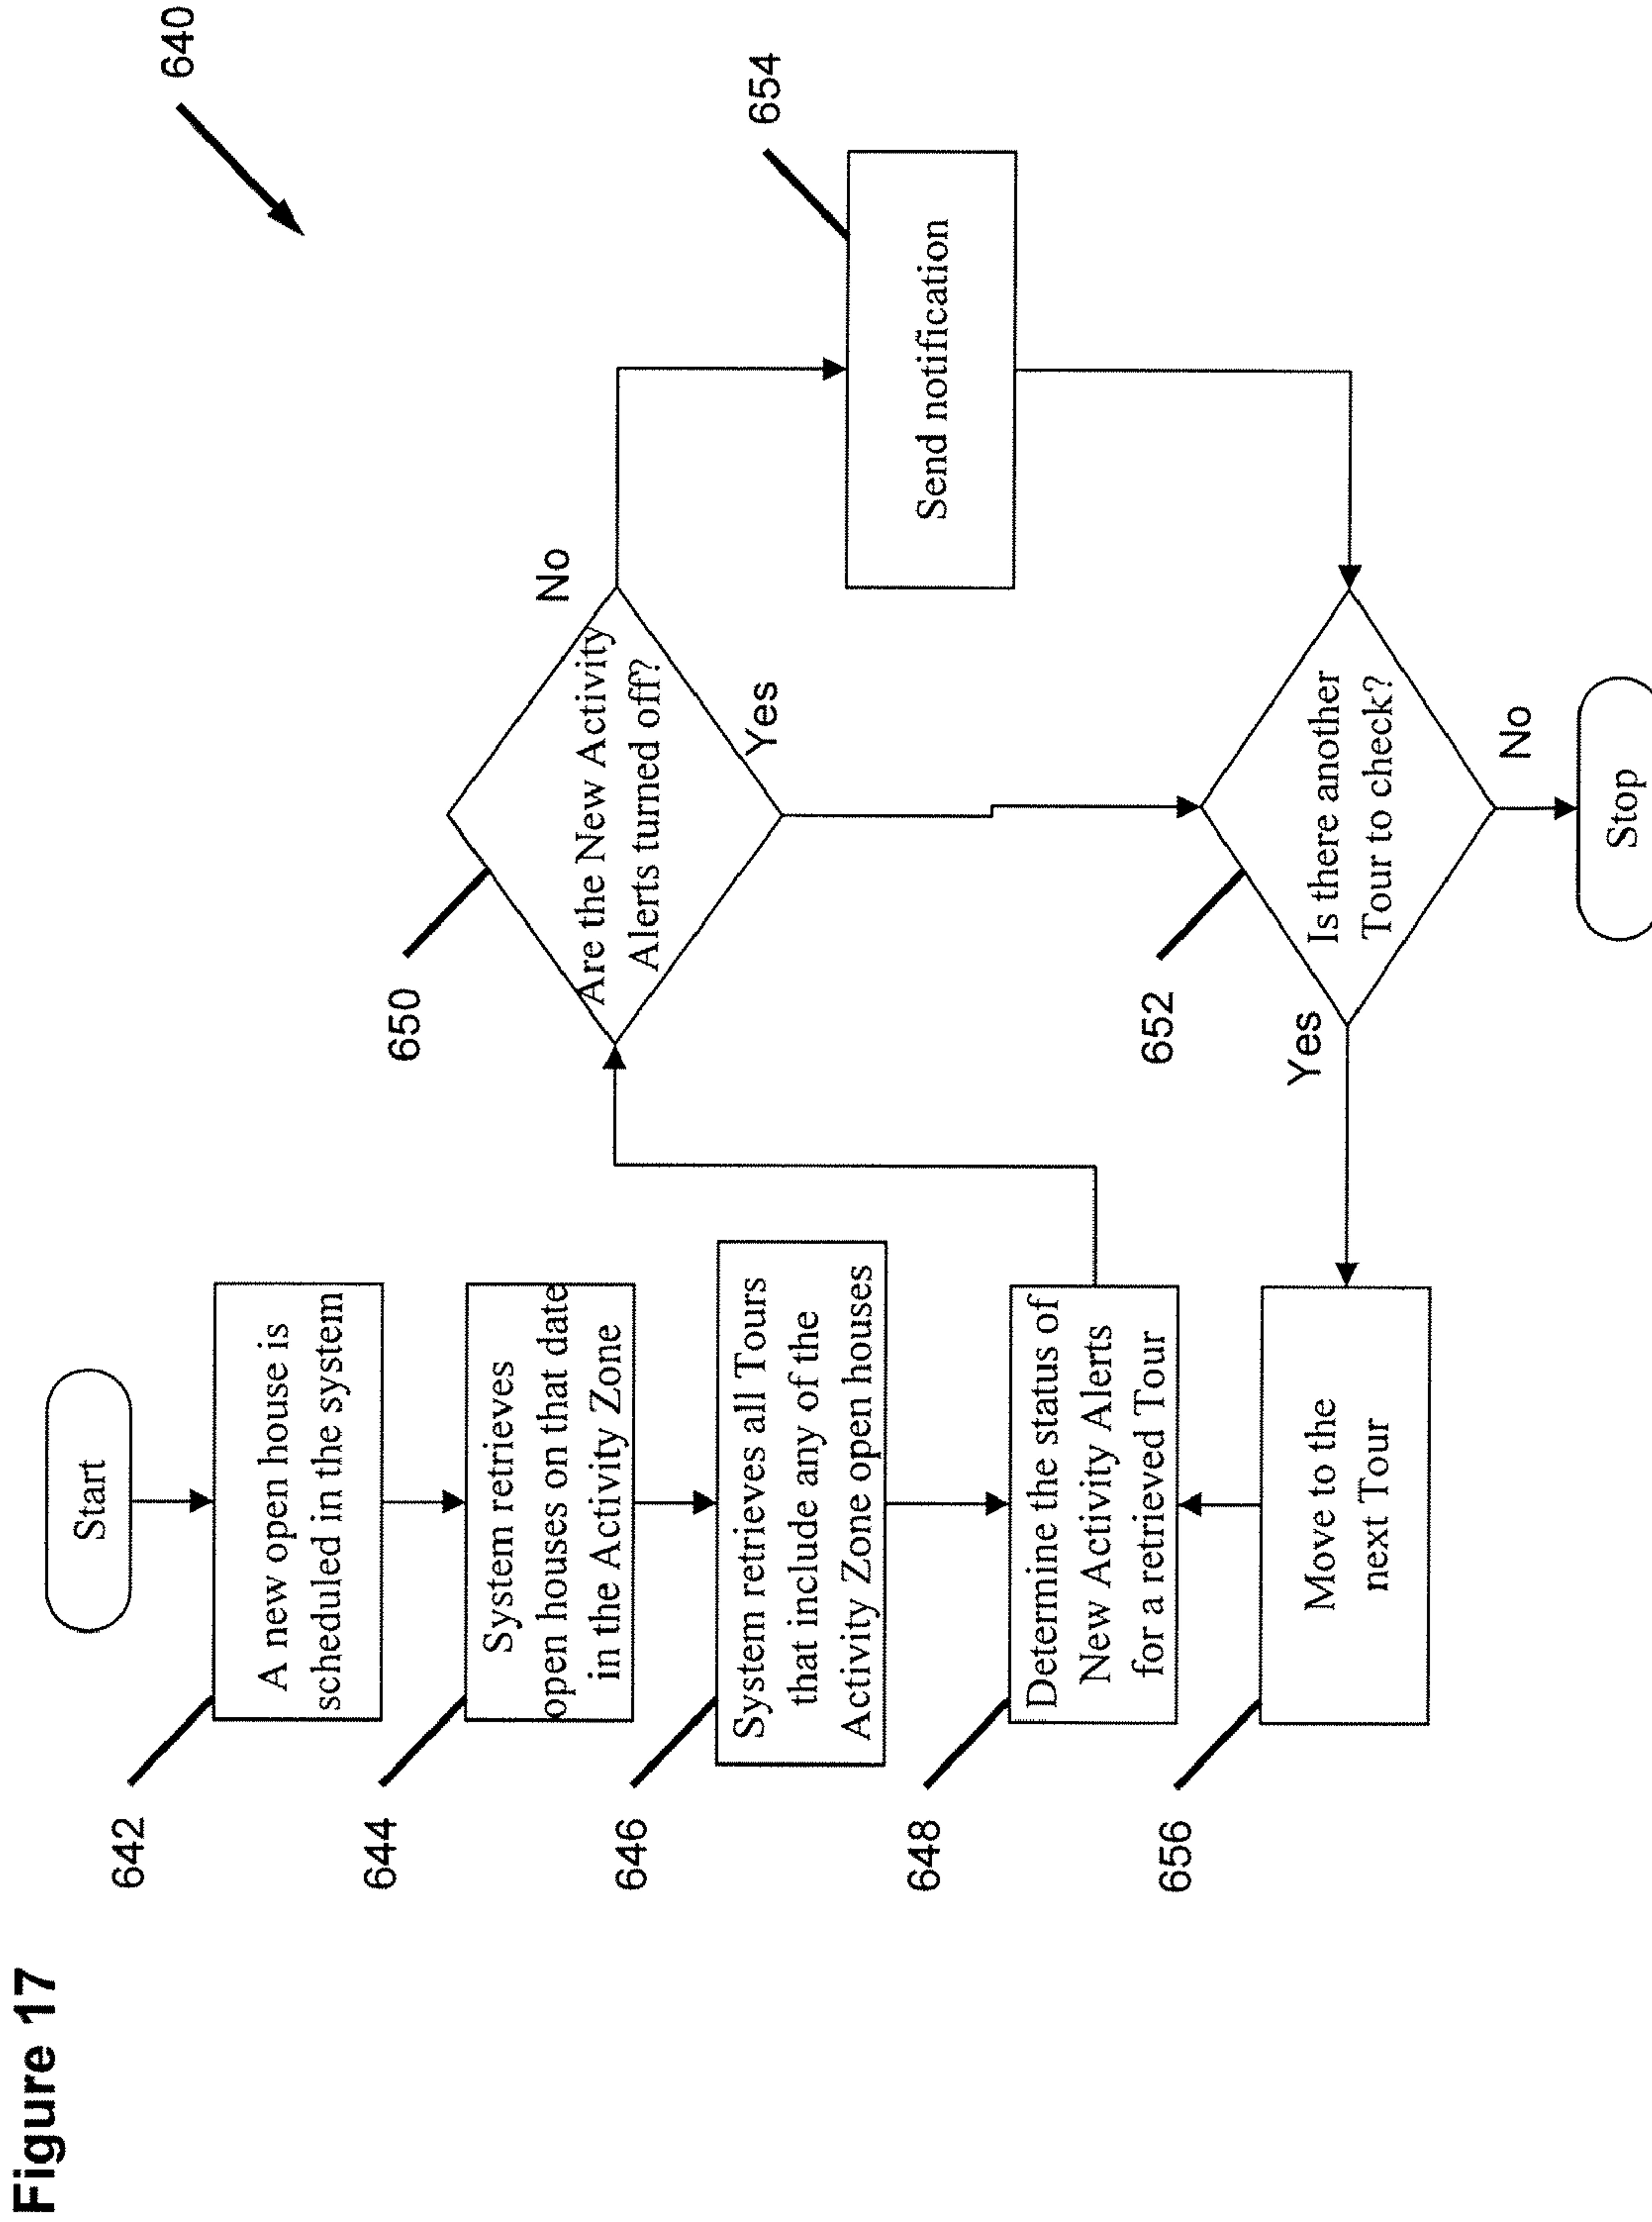 Figure 17
640
Start
642
A new open house is
scheduled in the system
644
System retrieves
open houses on that date
in the Activity Zone
646
System retrieves all Tours
that include any of the
Activity Zone open houses
648
Determine the status of
New Activity Alerts
for a retrieved Tour
656
Move to the
next Tour
650
Are the New Activity
Alerts turned off?
No
Yes
654
Send notification
652
Is there another
Tour to check?
Yes
No
Stop